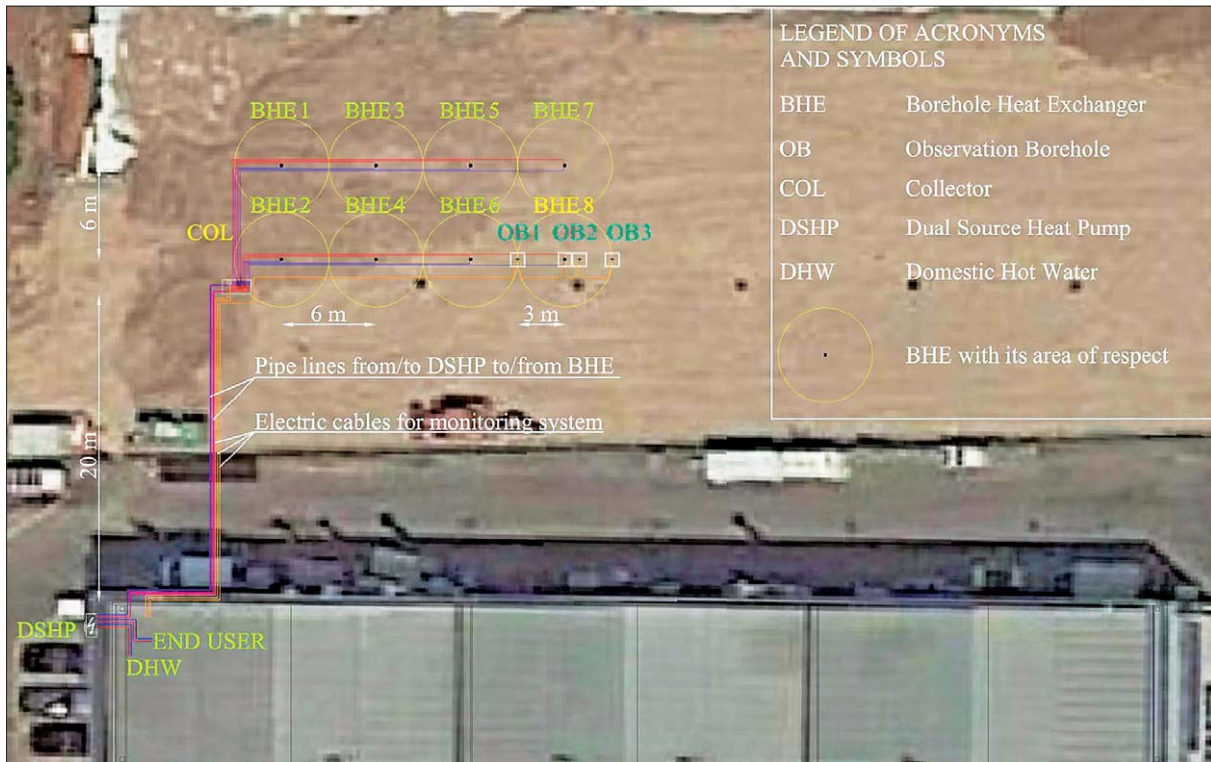 LEGEND OF ACRONYMS
AND SYMBOLS
BHE Borehole Heat Exchanger
OB Observation Borehole
COL Collector
DSHP Dual Source Heat Pump
DHW Domestic Hot Water
BHE with its area of respect
BHE 1 BHE 3 BHE 5 BHE 7
6 m
BHE 2 BHE 4 BHE 6 BHE 8
COL OB1 OB2 OB3
6 m 3 m
Pipe lines from/to DSHP to/from BHE
Electric cables for monitoring system
20 m
DSHP
END USER
DHW